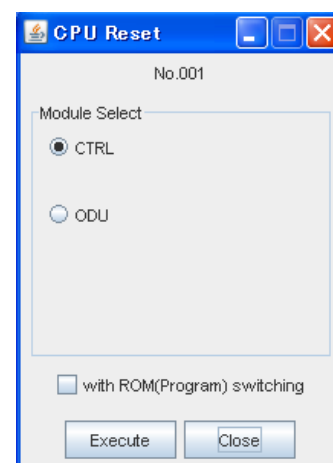 CPU Reset
No.001
Module Select
CTRL
ODU
with ROM(Program) switching
Execute Close